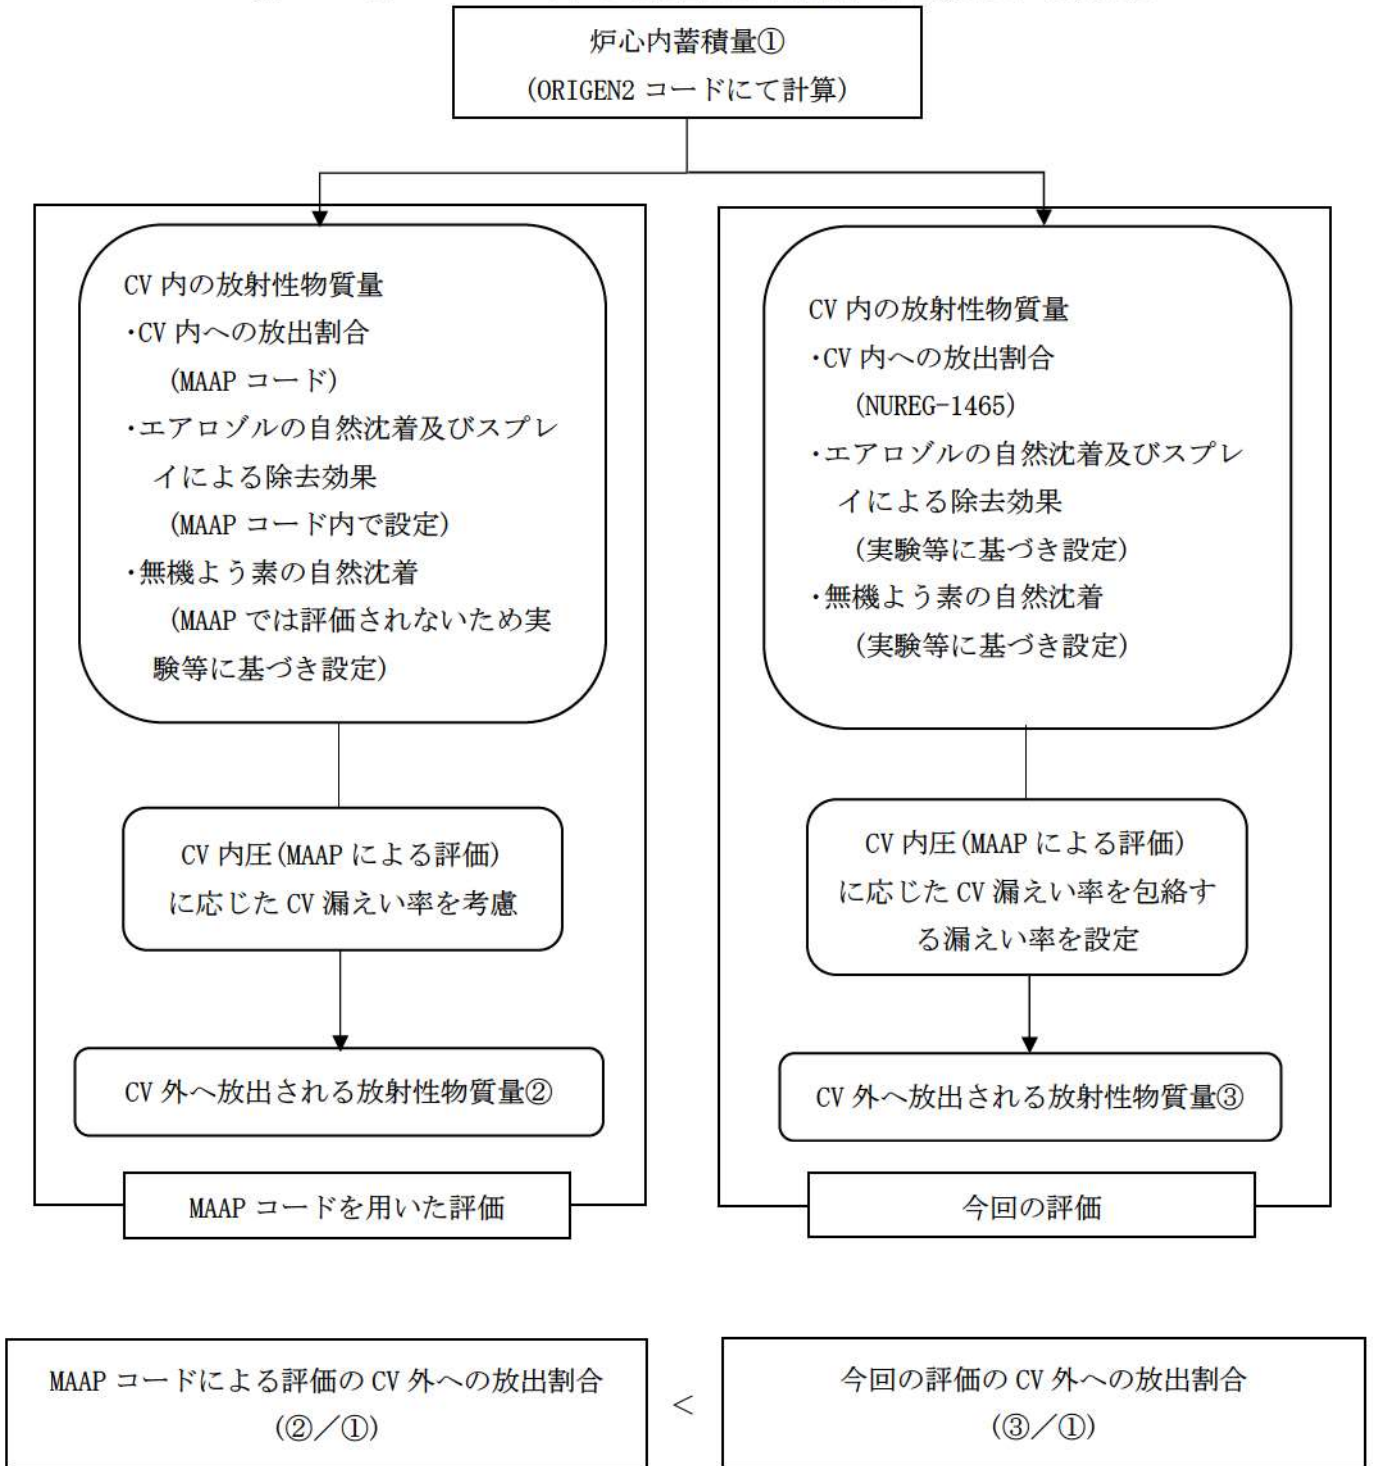 炉心内蓄積量①
(ORIGEN2 コードにて計算)
CV 内の放射性物質量
・CV 内への放出割合
(MAAP コード)
・エアロゾルの自然沈着及びスプレ
イによる除去効果
(MAAP コード内で設定)
・無機よう素の自然沈着
(MAAP では評価されないため実
験等に基づき設定)
CV 内圧(MAAP による評価)
に応じた CV 漏えい率を考慮
CV 外へ放出される放射性物質量②
MAAP コードを用いた評価
CV 内の放射性物質量
・CV 内への放出割合
(NUREG-1465)
・エアロゾルの自然沈着及びスプレ
イによる除去効果
(実験等に基づき設定)
・無機よう素の自然沈着
(実験等に基づき設定)
CV 内圧(MAAP による評価)
に応じた CV 漏えい率を包絡す
る漏えい率を設定
CV 外へ放出される放射性物質量③
今回の評価
MAAP コードによる評価の CV 外への放出割合
(②／①)
＜
今回の評価の CV 外への放出割合
(③／①)